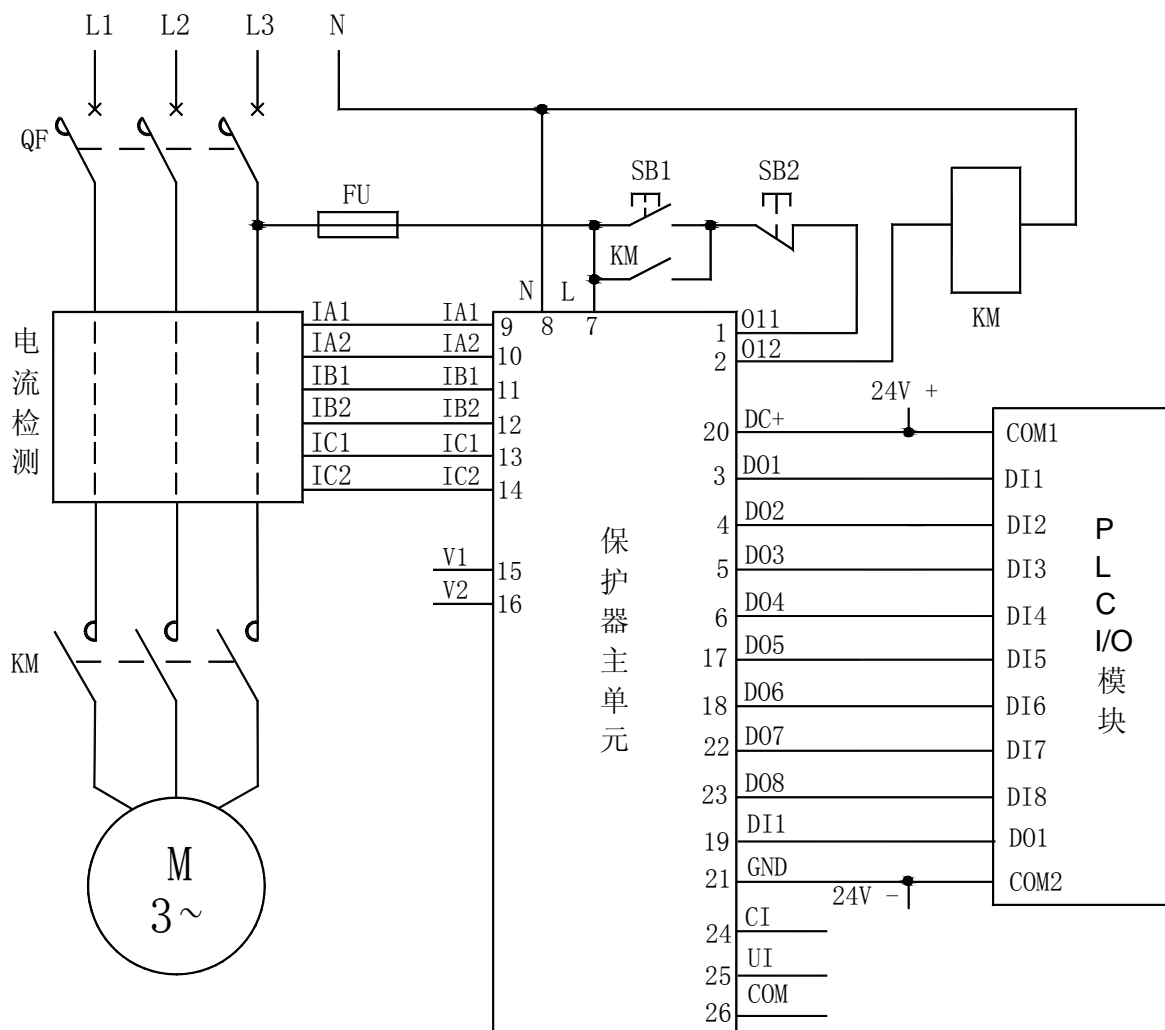 L1 L2 L3 N
QF
FU
SB1
SB2
KM
KM
N L
8 7
电流检测
IA1 IA1 9
IA2 IA2 10
IB1 IB1 11
IB2 IB2 12
IC1 IC1 13
IC2 IC2 14
V1 15
V2 16
保护器主单元
1 O11
2 O12
24V +
20 DC+ COM1
3 DO1 DI1
4 DO2 DI2
5 DO3 DI3
6 DO4 DI4
17 DO5 DI5
18 DO6 DI6
22 DO7 DI7
23 DO8 DI8
19 DI1 DO1
21 GND COM2
24V -
24 CI
25 UI
26 COM
PLC I/O 模块
KM
M
3~